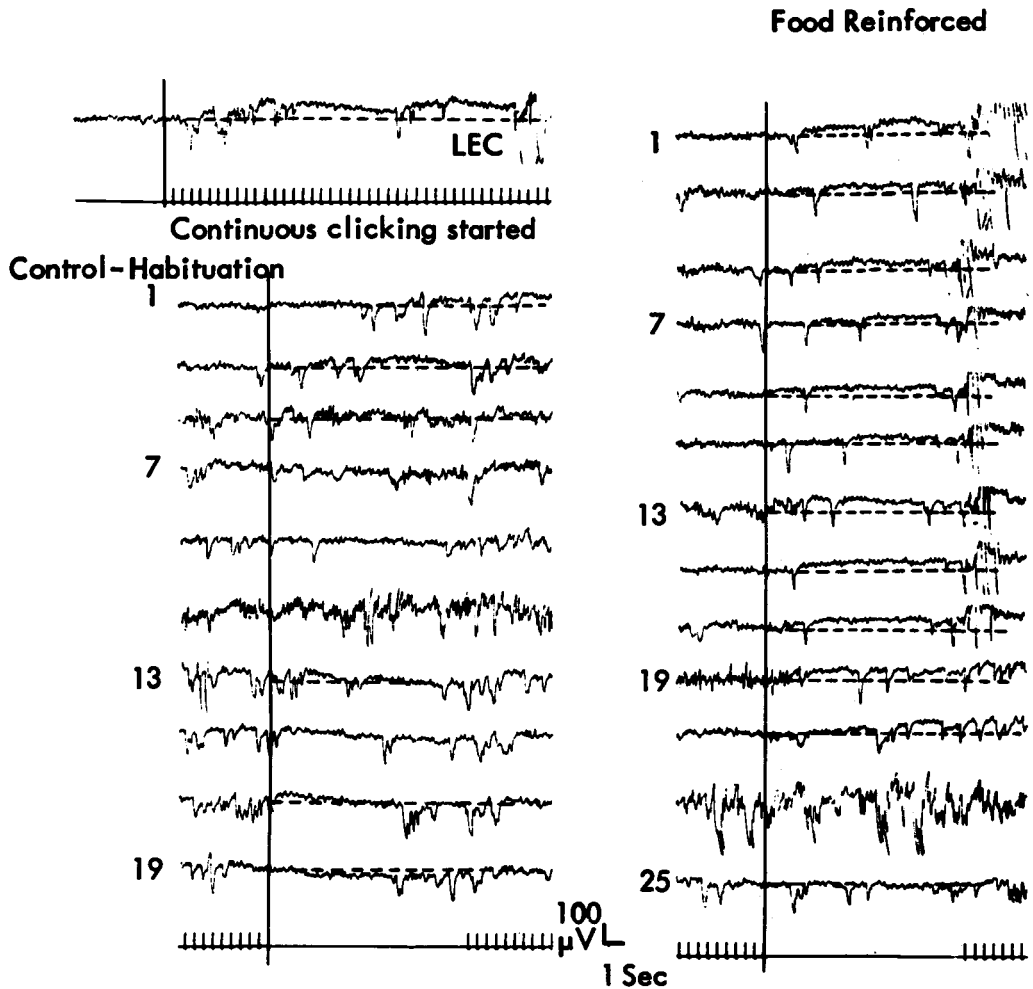 Food Reinforced
LEC
Continuous clicking started
Control-Habituation
1
7
13
19
100
μV
1 Sec
1
7
13
19
25